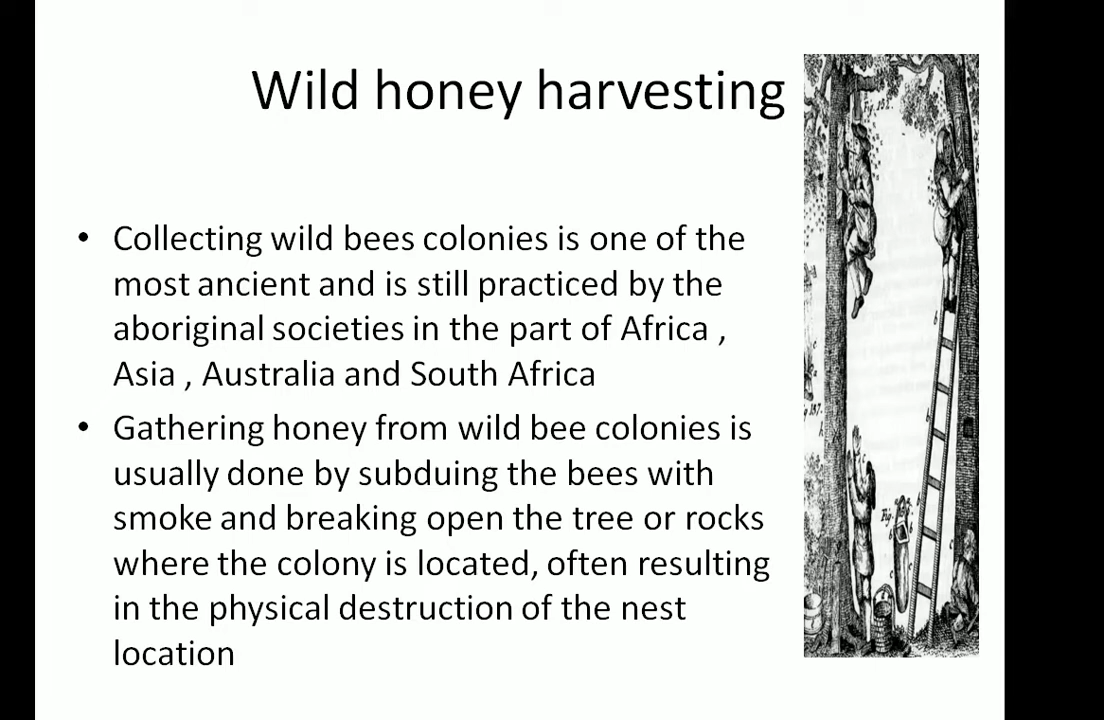 Wild honey harvesting
• Collecting wild bees colonies is one of the
most ancient and is still practiced by the
aboriginal societies in the part of Africa ,
Asia , Australia and South Africa
• Gathering honey from wild bee colonies is
usually done by subduing the bees with
smoke and breaking open the tree or rocks
where the colony is located, often resulting
in the physical destruction of the nest
location